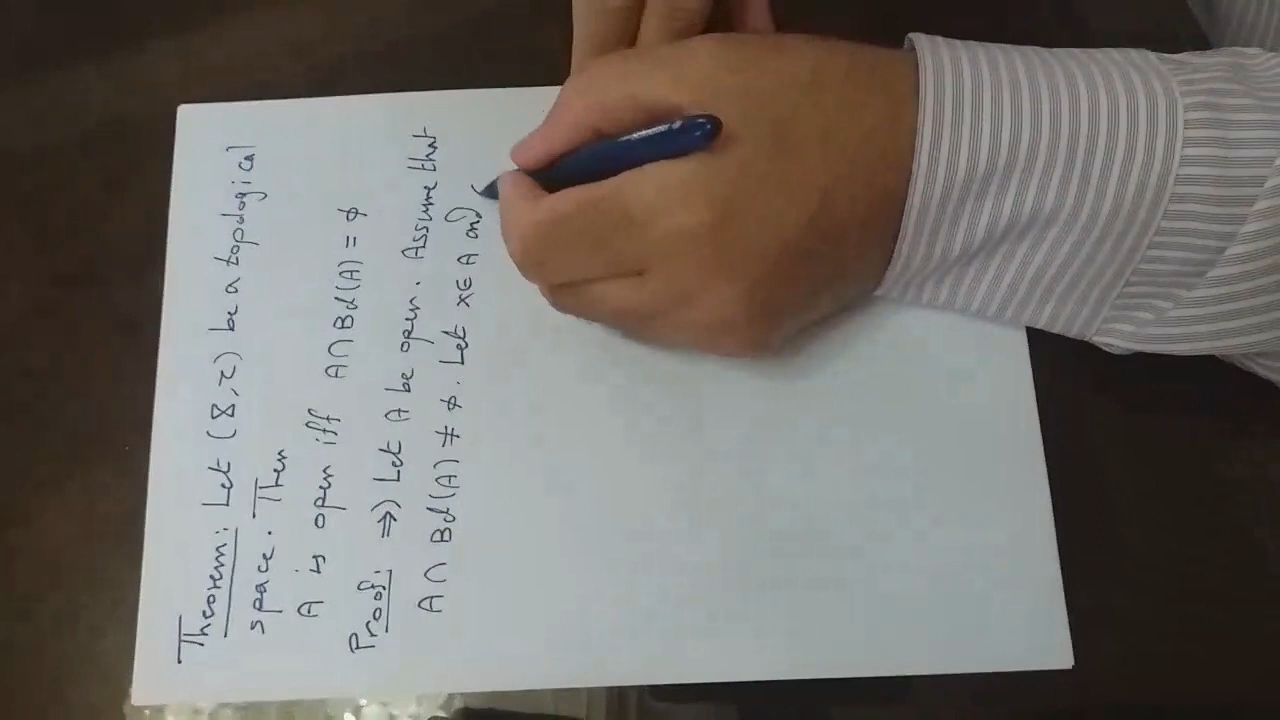 Theorem: Let (X, τ) be a topological
space. Then
A is open iff A ∩ Bd(A) = ϕ
Proof: ⇒) Let A be open. Assume that
A ∩ Bd(A) ≠ ϕ. Let x ∈ A and